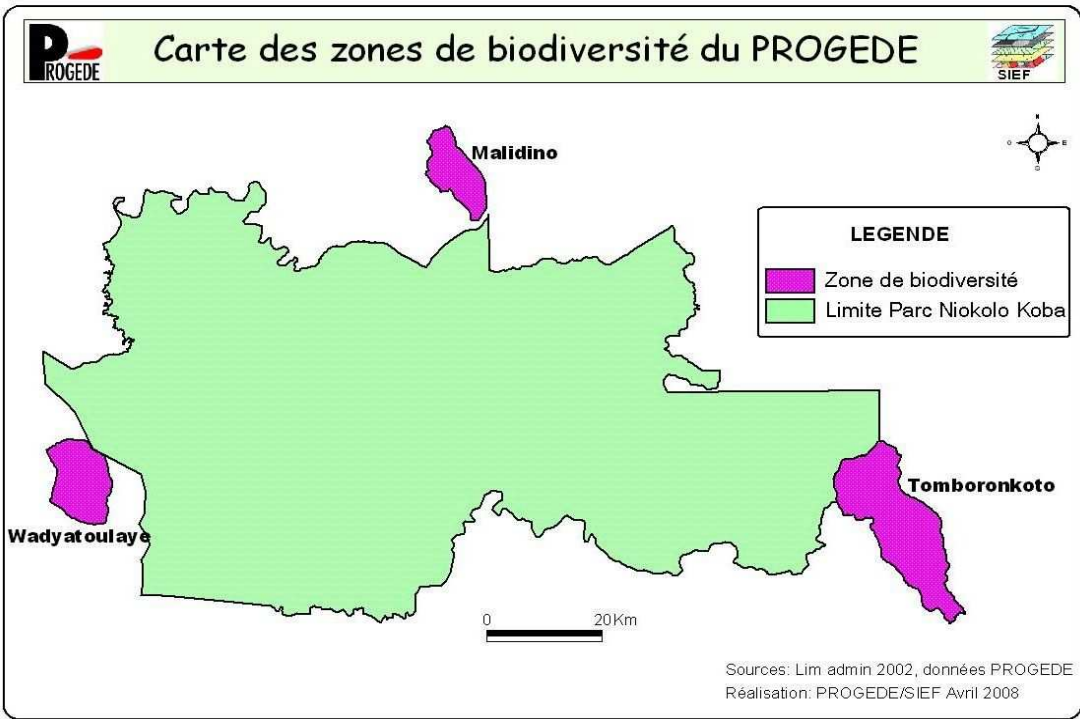 PROGEDE
Carte des zones de biodiversité du PROGEDE
SIEF
N
O
E
Malidino
LEGENDE
Zone de biodiversité
Limite Parc Niokolo Koba
Tomboronkoto
Wadyatoulaye
0 20Km
Sources: Lim admin 2002, données PROGEDE
Réalisation: PROGEDE/SIEF Avril 2008